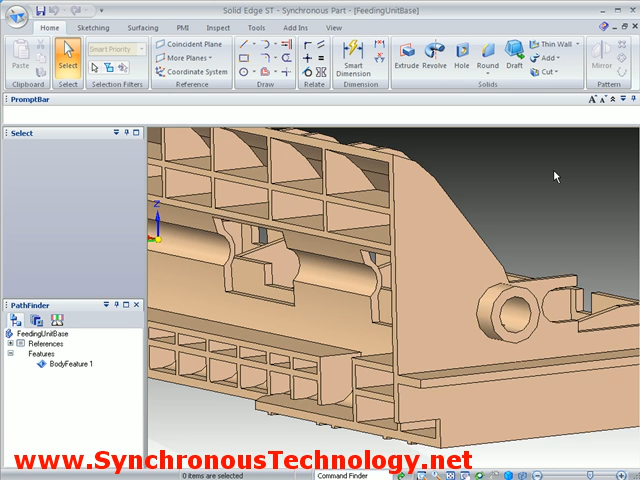 Solid Edge ST - Synchronous Part - [FeedingUnitBase]
Home Sketching Surfacing PMI Inspect Tools Add Ins View
Paste
Select
Smart Priority
Coincident Plane
More Planes
Coordinate System
Smart Dimension
Extrude Revolve Hole Round Draft
Thin Wall
Add
Cut
Mirror
Clipboard Select Selection Filters Reference Draw Relate Dimension Solids Pattern
PromptBar
Select
Z
PathFinder
FeedingUnitBase
References
Features
BodyFeature 1
www.SynchronousTechnology.net
0 items are selected
Command Finder